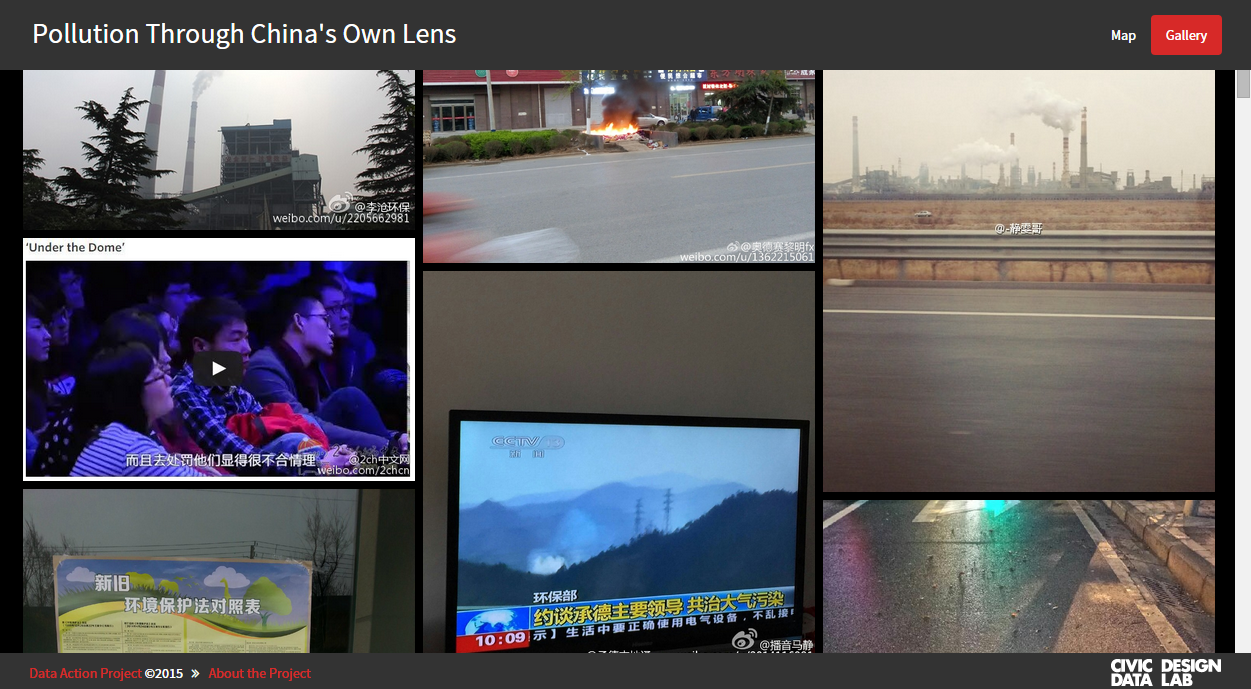 Pollution Through China's Own Lens
Map
Gallery
@李沧环保
weibo.com/u/2205662981
@奥德赛黎明fx
weibo.com/u/1362215061
@-静雯哥
‘Under the Dome’
而且去处罚他们显得很不合情理
@2ch中文网
weibo.com/2chcn
CCTV
新闻
环保部
约谈承德主要领导 共治大气污染
10:09
示】生活中要正确使用电气设备，不乱接
@播音马静
新旧
环境保护法对照表
Data Action Project ©2015 » About the Project
CIVIC DESIGN
DATA LAB